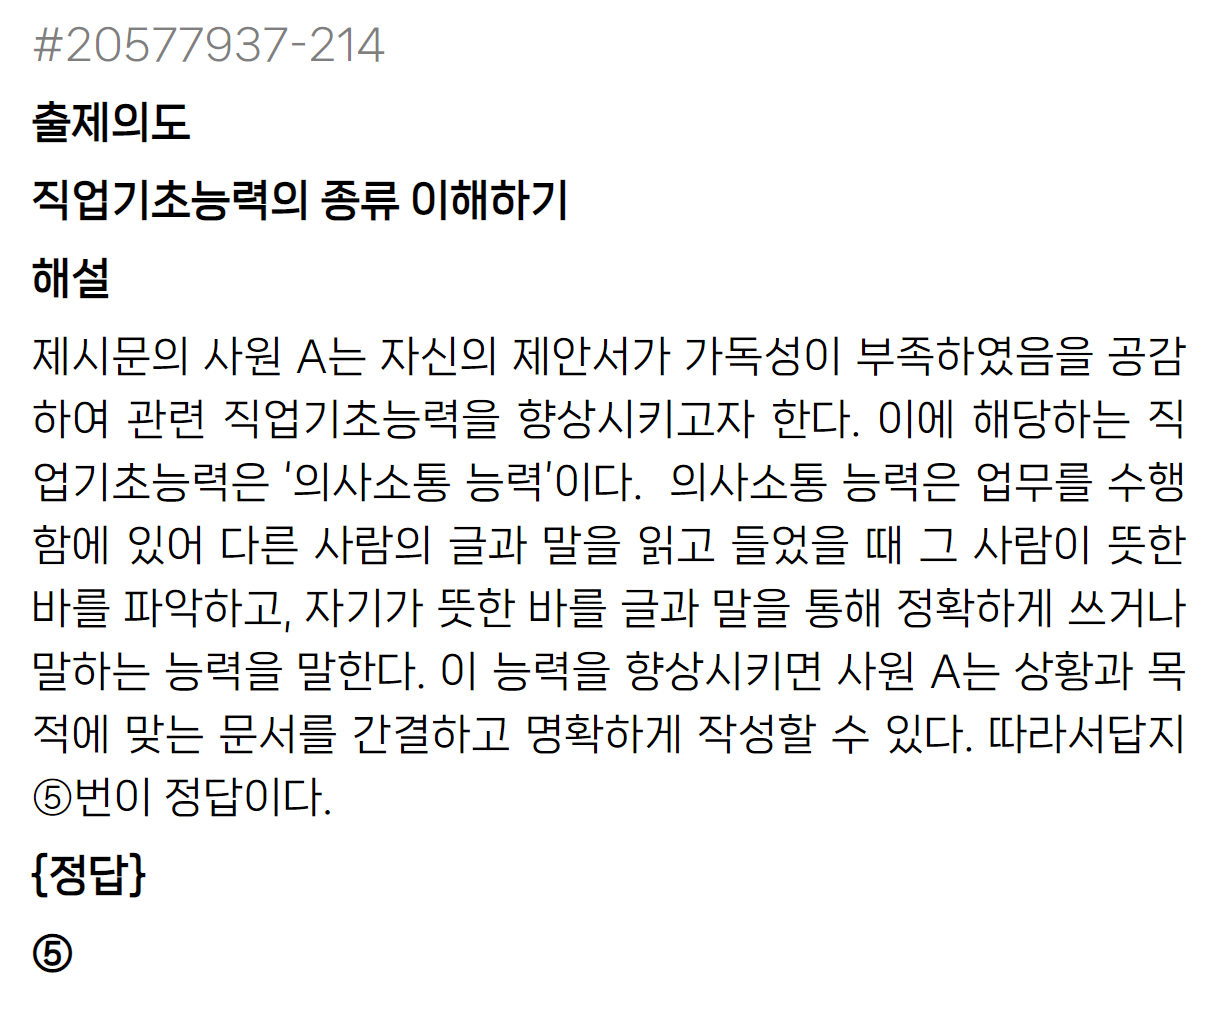 #20577937-214
출제의도
직업기초능력의 종류 이해하기
해설
제시문의 사원 A는 자신의 제안서가 가독성이 부족하였음을 공감
하여 관련 직업기초능력을 향상시키고자 한다. 이에 해당하는 직
업기초능력은 ‘의사소통 능력’이다.  의사소통 능력은 업무를 수행
함에 있어 다른 사람의 글과 말을 읽고 들었을 때 그 사람이 뜻한
바를 파악하고, 자기가 뜻한 바를 글과 말을 통해 정확하게 쓰거나
말하는 능력을 말한다. 이 능력을 향상시키면 사원 A는 상황과 목
적에 맞는 문서를 간결하고 명확하게 작성할 수 있다. 따라서답지
⑤번이 정답이다.
{정답}
⑤